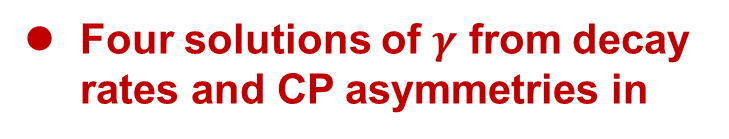 ● Four solutions of 𝜸 from decay
rates and CP asymmetries in